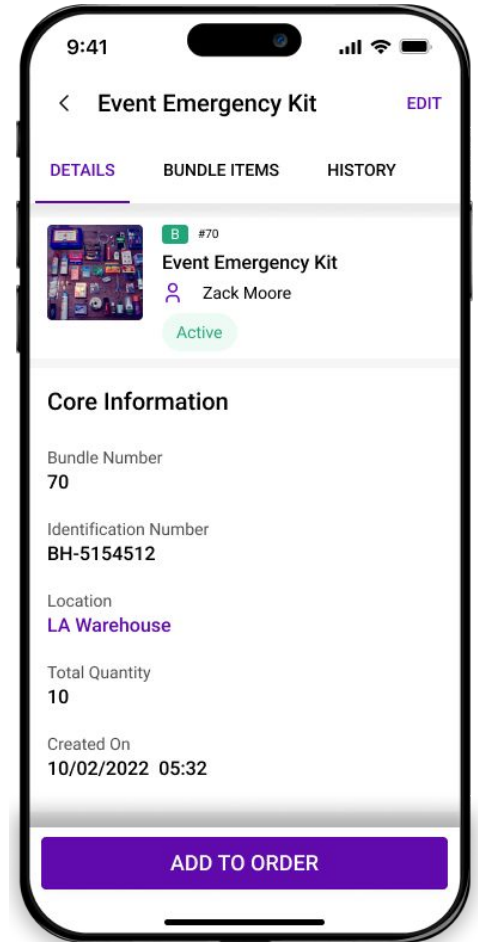 9:41
Event Emergency Kit EDIT
DETAILS BUNDLE ITEMS HISTORY
B #70
Event Emergency Kit
Zack Moore
Active
Core Information
Bundle Number
70
Identification Number
BH-5154512
Location
LA Warehouse
Total Quantity
10
Created On
10/02/2022 05:32
ADD TO ORDER